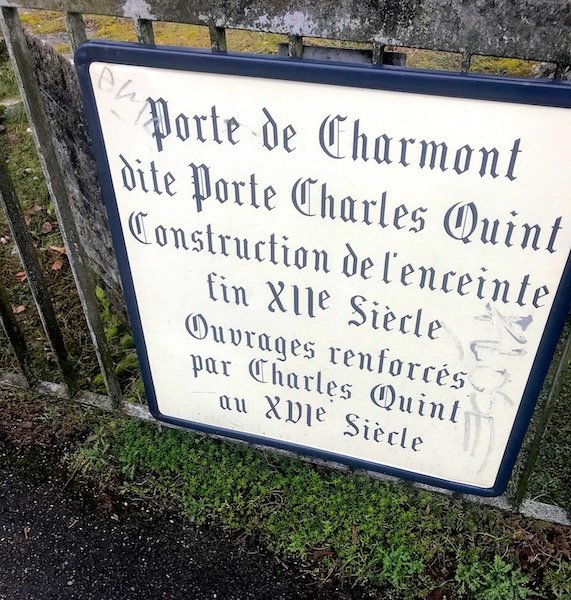 Porte de Charmont
dite Porte Charles Quint
Construction de l'enceinte
fin XIIe Siècle
Ouvrages renforcés
par Charles Quint
au XVIe Siècle